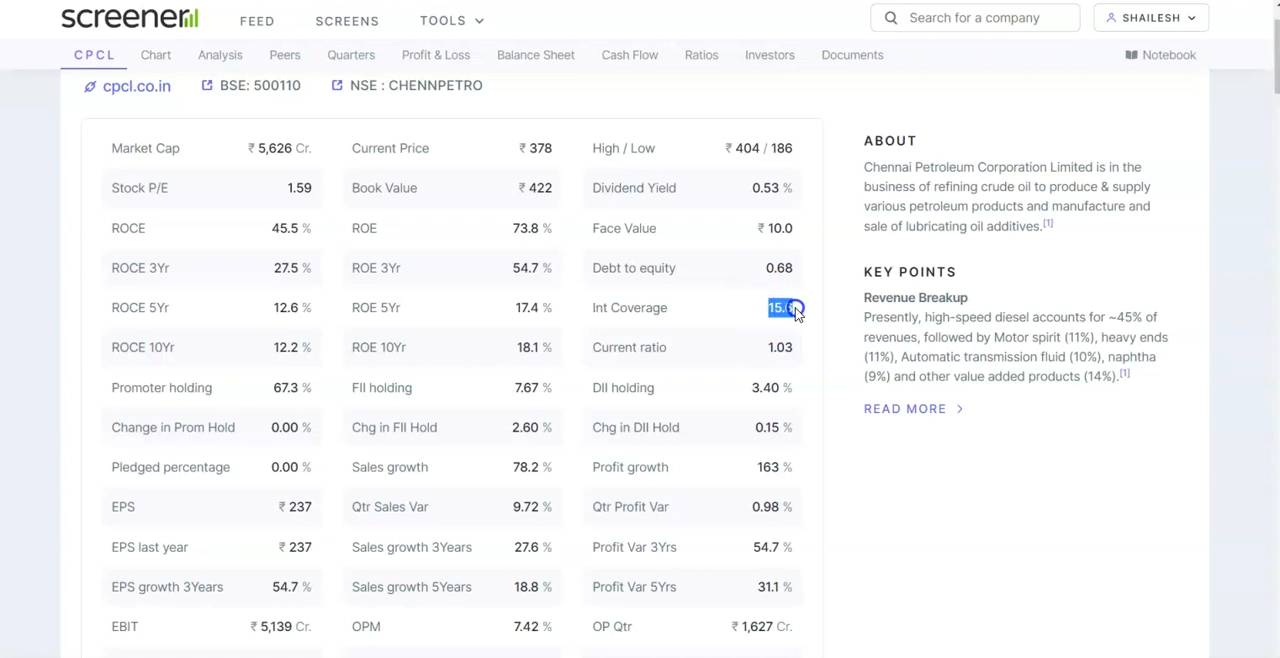 screener
FEED
SCREENS
TOOLS
Search for a company
SHAILESH
CPCL
Chart
Analysis
Peers
Quarters
Profit & Loss
Balance Sheet
Cash Flow
Ratios
Investors
Documents
Notebook
cpcl.co.in
BSE: 500110
NSE : CHENNPETRO
Market Cap ₹ 5,626 Cr.
Current Price ₹ 378
High / Low ₹ 404 / 186
Stock P/E 1.59
Book Value ₹ 422
Dividend Yield 0.53 %
ROCE 45.5 %
ROE 73.8 %
Face Value ₹ 10.0
ROCE 3Yr 27.5 %
ROE 3Yr 54.7 %
Debt to equity 0.68
ROCE 5Yr 12.6 %
ROE 5Yr 17.4 %
Int Coverage
ROCE 10Yr 12.2 %
ROE 10Yr 18.1 %
Current ratio 1.03
Promoter holding 67.3 %
FII holding 7.67 %
DII holding 3.40 %
Change in Prom Hold 0.00 %
Chg in FII Hold 2.60 %
Chg in DII Hold 0.15 %
Pledged percentage 0.00 %
Sales growth 78.2 %
Profit growth 163 %
EPS ₹ 237
Qtr Sales Var 9.72 %
Qtr Profit Var 0.98 %
EPS last year ₹ 237
Sales growth 3Years 27.6 %
Profit Var 3Yrs 54.7 %
EPS growth 3Years 54.7 %
Sales growth 5Years 18.8 %
Profit Var 5Yrs 31.1 %
EBIT ₹ 5,139 Cr.
OPM 7.42 %
OP Qtr ₹ 1,627 Cr.
ABOUT
Chennai Petroleum Corporation Limited is in the
business of refining crude oil to produce & supply
various petroleum products and manufacture and
sale of lubricating oil additives.[1]
KEY POINTS
Revenue Breakup
Presently, high-speed diesel accounts for ~45% of
revenues, followed by Motor spirit (11%), heavy ends
(11%), Automatic transmission fluid (10%), naphtha
(9%) and other value added products (14%).[1]
READ MORE